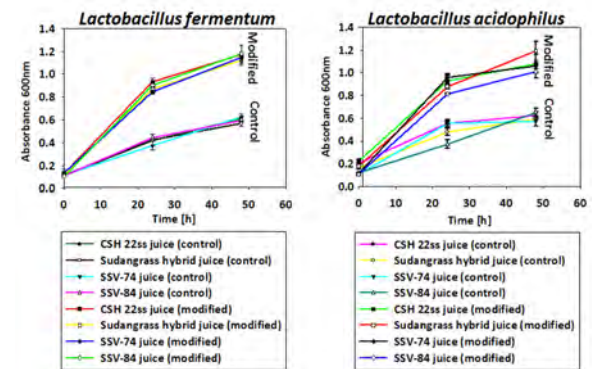 Lactobacillus fermentum
1.4
1.2
1.0
0.8
0.6
0.4
0.2
0.0
Absorbance 600nm
Modified
Control
0 10 20 30 40 50 60
Time [h]
CSH 22ss juice (control)
Sudangrass hybrid juice (control)
SSV-74 juice (control)
SSV-84 juice (control)
CSH 22ss juice (modified)
Sudangrass hybrid juice (modified)
SSV-74 juice (modified)
SSV-84 juice (modified)
Lactobacillus acidophilus
1.4
1.2
1.0
0.8
0.6
0.4
0.2
0.0
Absorbance 600nm
Modified
Control
0 10 20 30 40 50 60
Time [h]
CSH 22ss juice (control)
Sudangrass hybrid juice (control)
SSV-74 juice (control)
SSV-84 juice (control)
CSH 22ss juice (modified)
Sudangrass hybrid juice (modified)
SSV-74 juice (modified)
SSV-84 juice (modified)